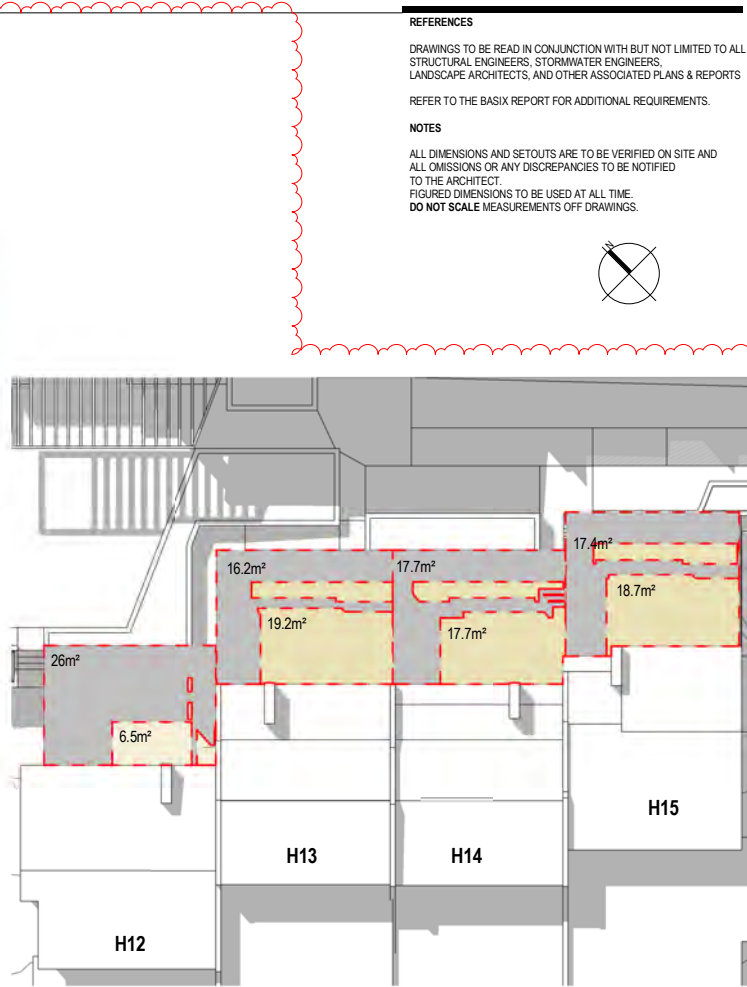 REFERENCES
DRAWINGS TO BE READ IN CONJUNCTION WITH BUT NOT LIMITED TO ALL
STRUCTURAL ENGINEERS, STORMWATER ENGINEERS,
LANDSCAPE ARCHITECTS, AND OTHER ASSOCIATED PLANS & REPORTS
REFER TO THE BASIX REPORT FOR ADDITIONAL REQUIREMENTS.
NOTES
ALL DIMENSIONS AND SETOUTS ARE TO BE VERIFIED ON SITE AND
ALL OMISSIONS OR ANY DISCREPANCIES TO BE NOTIFIED
TO THE ARCHITECT.
FIGURED DIMENSIONS TO BE USED AT ALL TIME.
DO NOT SCALE MEASUREMENTS OFF DRAWINGS.
N
17.4m²
16.2m²
17.7m²
18.7m²
19.2m²
17.7m²
26m²
6.5m²
H15
H13
H14
H12